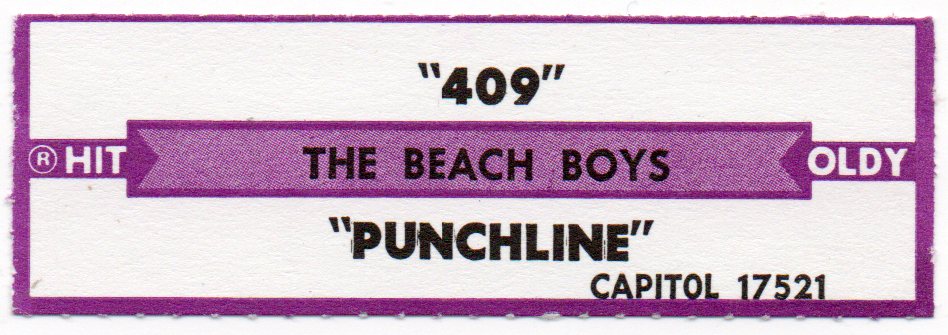 "409"
® HIT THE BEACH BOYS OLDY
"PUNCHLINE"
CAPITOL 17521